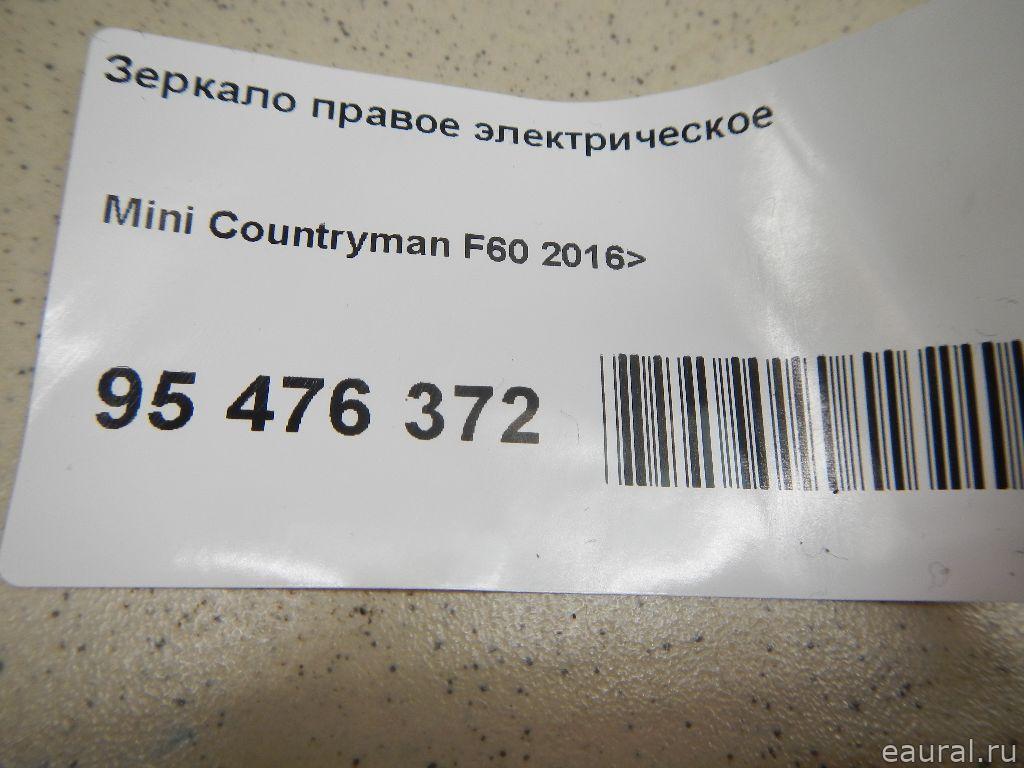 Зеркало правое электрическое
Mini Countryman F60 2016>
95 476 372
eaural.ru